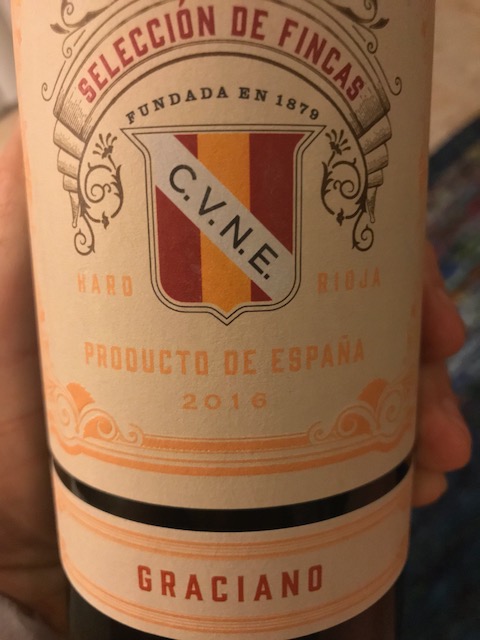 SELECCIÓN DE FINCAS
FUNDADA EN 1879
C.V.N.E.
HARO RIOJA
PRODUCTO DE ESPAÑA
2016
GRACIANO